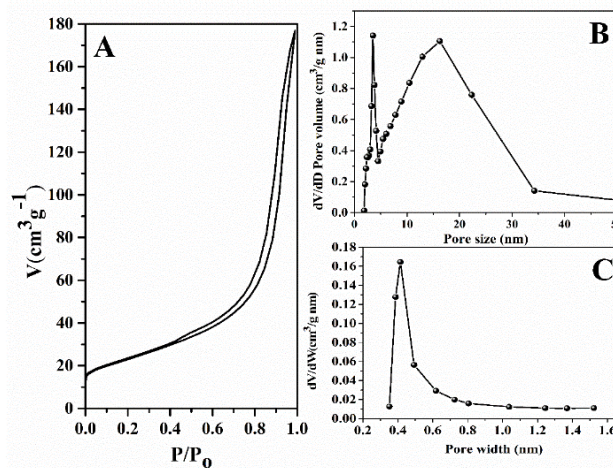 A
V(cm³g⁻¹)
180
160
140
120
100
80
60
40
20
0
0.0 0.2 0.4 0.6 0.8 1.0
P/P₀
B
dV/dD Pore volume (cm³/g nm)
1.2
1.0
0.8
0.6
0.4
0.2
0.0
0 10 20 30 40 50
Pore size (nm)
C
dV/dW(cm³/g nm)
0.18
0.16
0.14
0.12
0.10
0.08
0.06
0.04
0.02
0.00
0.2 0.4 0.6 0.8 1.0 1.2 1.4 1.6
Pore width (nm)